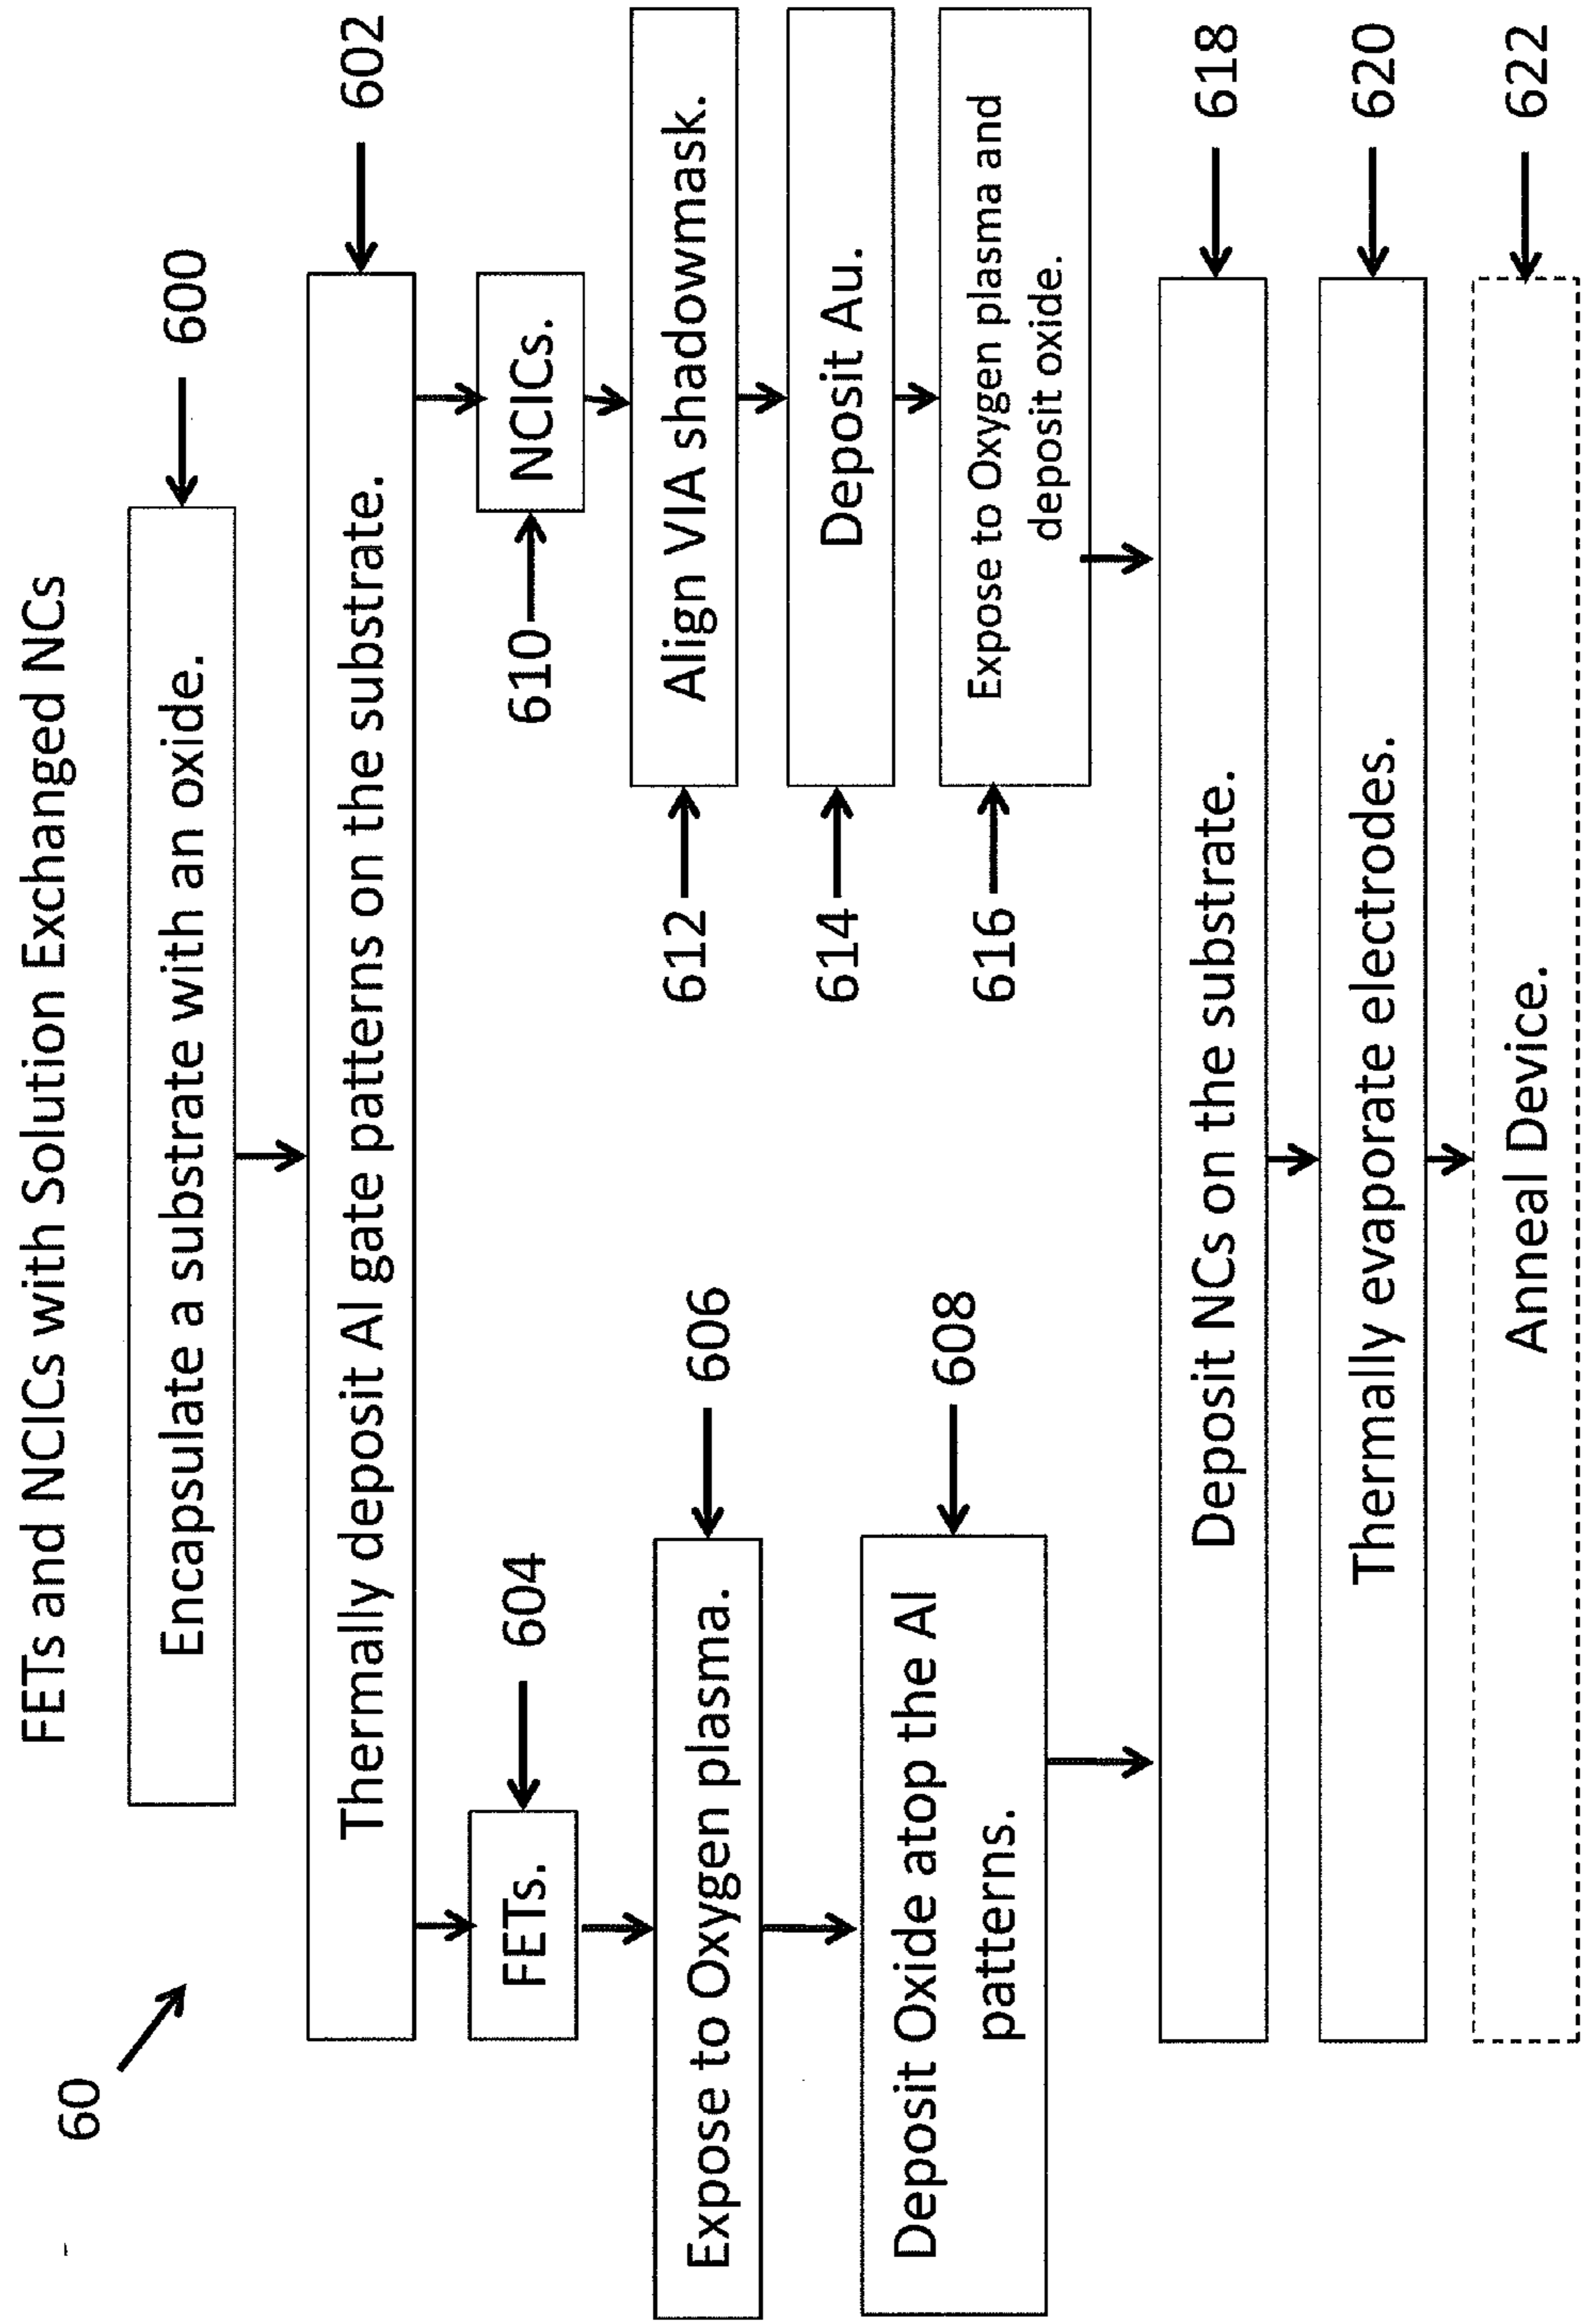 FETs and NCICs with Solution Exchanged NCs
60
600
Encapsulate a substrate with an oxide.
602
Thermally deposit Al gate patterns on the substrate.
604
FETs.
610
NCICs.
606
Expose to Oxygen plasma.
612
Align VIA shadowmask.
608
Deposit Oxide atop the Al
patterns.
614
Deposit Au.
616
Expose to Oxygen plasma and
deposit oxide.
618
Deposit NCs on the substrate.
620
Thermally evaporate electrodes.
622
Anneal Device.